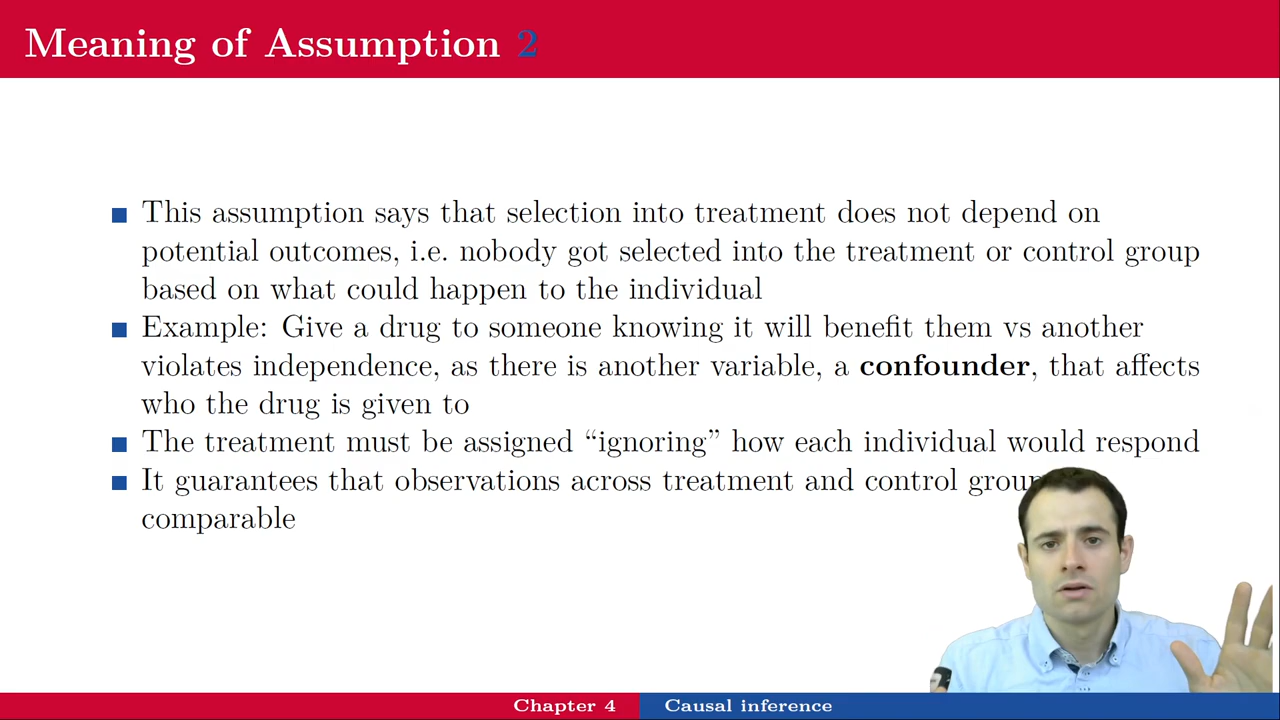 Meaning of Assumption 2
This assumption says that selection into treatment does not depend on
potential outcomes, i.e. nobody got selected into the treatment or control group
based on what could happen to the individual
Example: Give a drug to someone knowing it will benefit them vs another
violates independence, as there is another variable, a confounder, that affects
who the drug is given to
The treatment must be assigned “ignoring” how each individual would respond
It guarantees that observations across treatment and control
comparable
Chapter 4
Causal inference